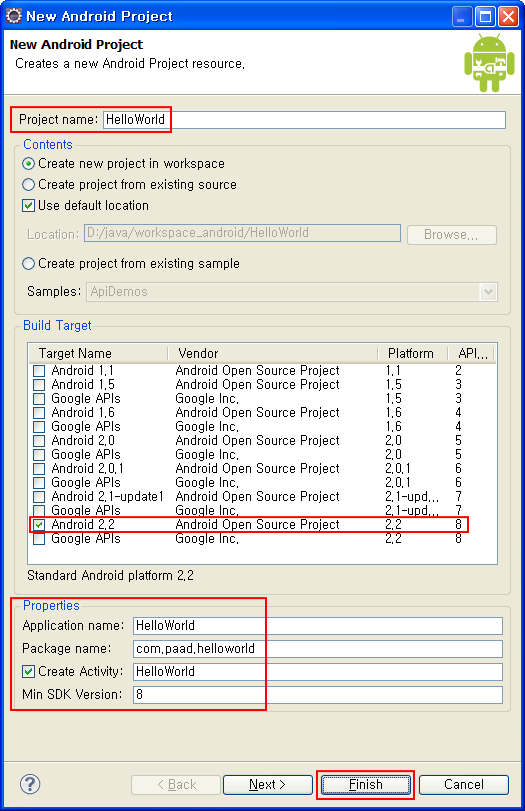 New Android Project
New Android Project
Creates a new Android Project resource.
Project name: HelloWorld
Contents
Create new project in workspace
Create project from existing source
Use default location
Location: D:/java/workspace_android/HelloWorld Browse...
Create project from existing sample
Samples: ApiDemos
Build Target
Target Name Vendor Platform API...
Android 1.1 Android Open Source Project 1.1 2
Android 1.5 Android Open Source Project 1.5 3
Google APIs Google Inc. 1.5 3
Android 1.6 Android Open Source Project 1.6 4
Google APIs Google Inc. 1.6 4
Android 2.0 Android Open Source Project 2.0 5
Google APIs Google Inc. 2.0 5
Android 2.0.1 Android Open Source Project 2.0.1 6
Google APIs Google Inc. 2.0.1 6
Android 2.1-update1 Android Open Source Project 2.1-upd... 7
Google APIs Google Inc. 2.1-upd... 7
Android 2.2 Android Open Source Project 2.2 8
Google APIs Google Inc. 2.2 8
Standard Android platform 2.2
Properties
Application name: HelloWorld
Package name: com.paad.helloworld
Create Activity: HelloWorld
Min SDK Version: 8
? < Back Next > Finish Cancel